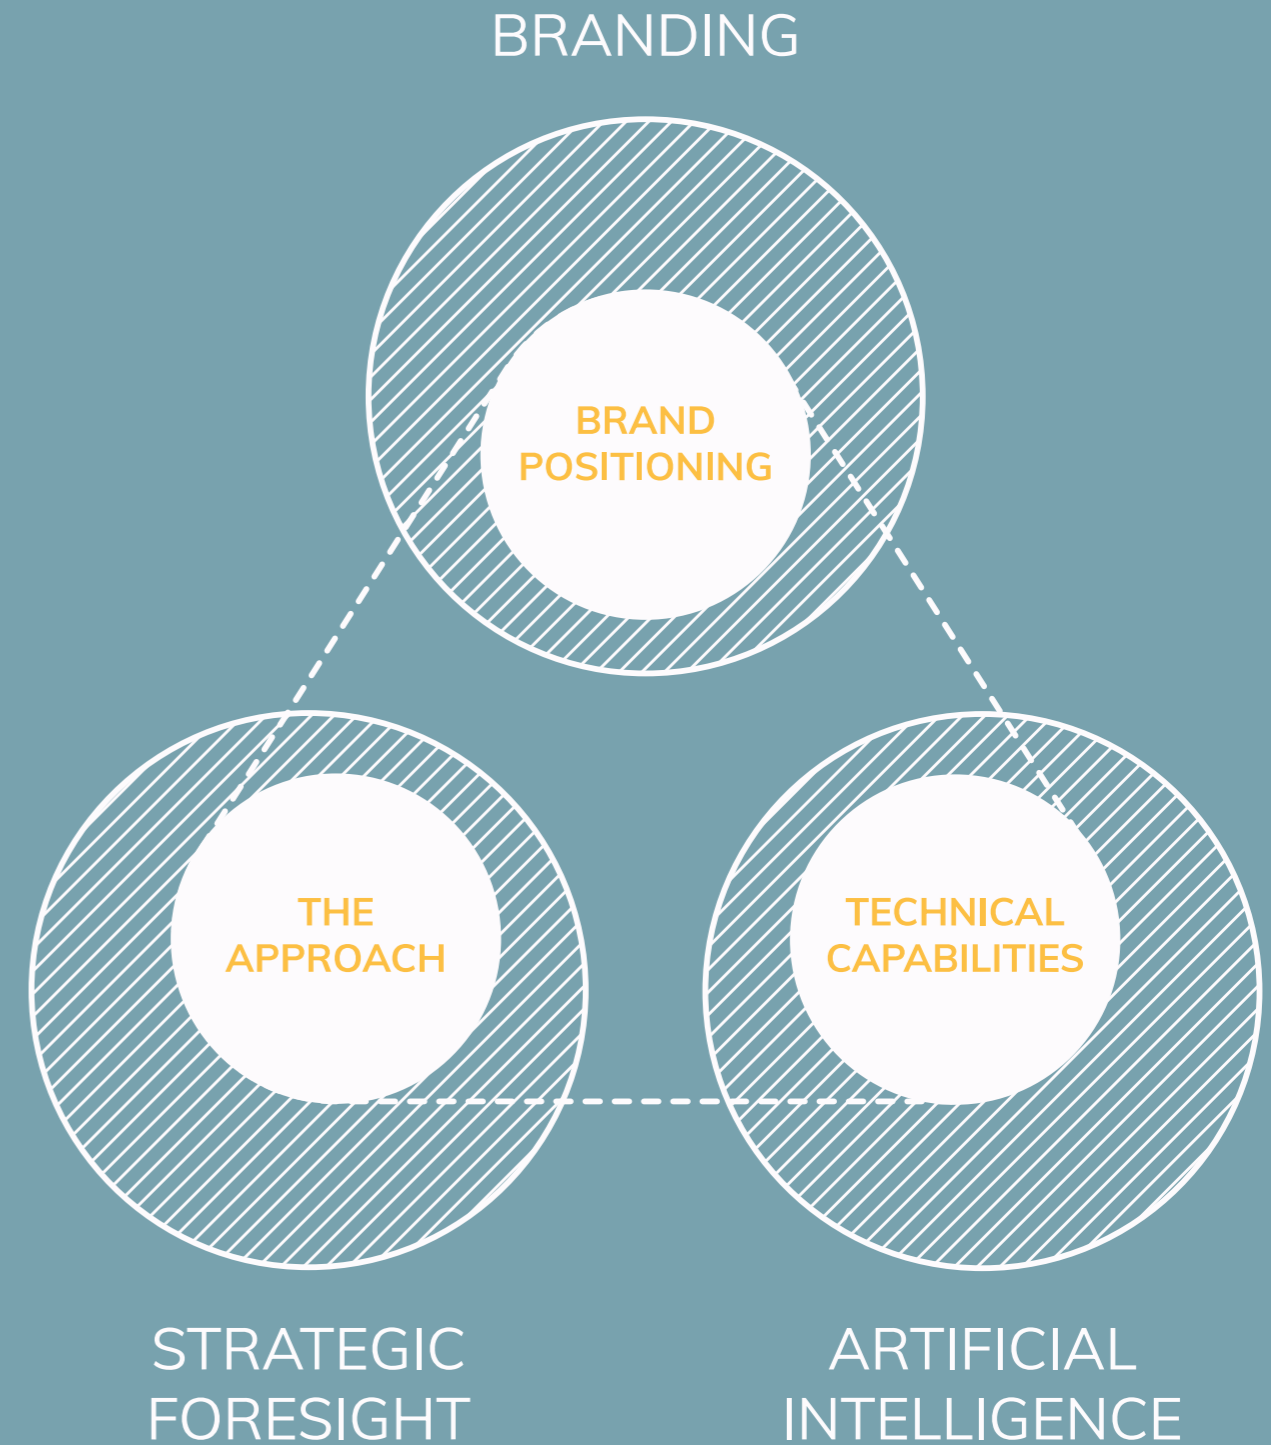 BRANDING
BRAND
POSITIONING
THE
APPROACH
TECHNICAL
CAPABILITIES
STRATEGIC
FORESIGHT
ARTIFICIAL
INTELLIGENCE